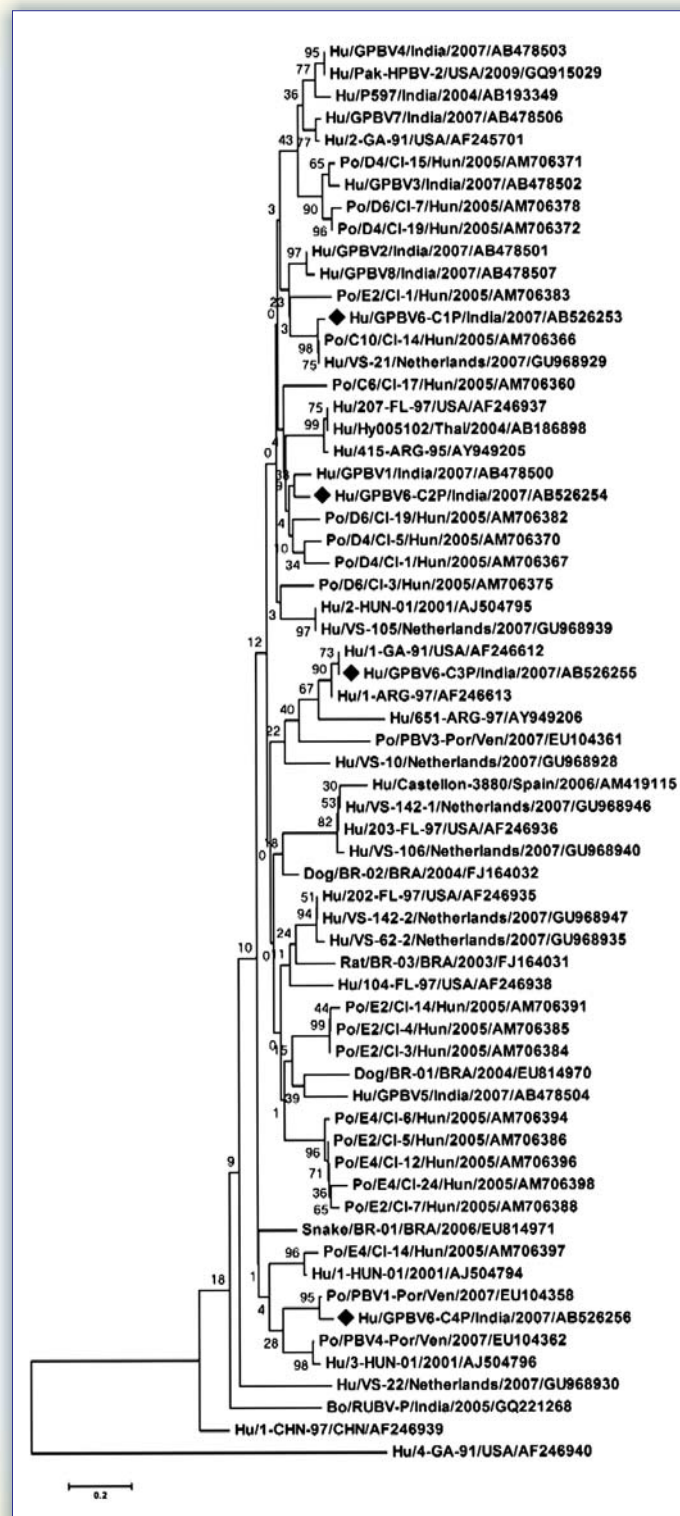 95 Hu/GPBV4/India/2007/AB478503
77 Hu/Pak-HPBV-2/USA/2009/GQ915029
36 Hu/P597/India/2004/AB193349
Hu/GPBV7/India/2007/AB478506
43 77 Hu/2-GA-91/USA/AF245701
65 Po/D4/CI-15/Hun/2005/AM706371
Hu/GPBV3/India/2007/AB478502
3 90 Po/D6/CI-7/Hun/2005/AM706378
96 Po/D4/CI-19/Hun/2005/AM706372
97 Hu/GPBV2/India/2007/AB478501
Hu/GPBV8/India/2007/AB478507
23 Po/E2/CI-1/Hun/2005/AM706383
0 3 Hu/GPBV6-C1P/India/2007/AB526253
98 Po/C10/CI-14/Hun/2005/AM706366
75 Hu/VS-21/Netherlands/2007/GU968929
Po/C6/CI-17/Hun/2005/AM706360
75 Hu/207-FL-97/USA/AF246937
99 Hu/Hy005102/Thai/2004/AB186898
4 Hu/415-ARG-95/AY949205
0 38 Hu/GPBV1/India/2007/AB478500
9 Hu/GPBV6-C2P/India/2007/AB526254
4 Po/D6/CI-19/Hun/2005/AM706382
10 Po/D4/CI-5/Hun/2005/AM706370
34 Po/D4/CI-1/Hun/2005/AM706367
Po/D6/CI-3/Hun/2005/AM706375
3 Hu/2-HUN-01/2001/AJ504795
97 Hu/VS-105/Netherlands/2007/GU968939
12 73 Hu/1-GA-91/USA/AF246612
90 Hu/GPBV6-C3P/India/2007/AB526255
67 Hu/1-ARG-97/AF246613
40 Hu/651-ARG-97/AY949206
22 Po/PBV3-Por/Ven/2007/EU104361
Hu/VS-10/Netherlands/2007/GU968928
30 Hu/Castellon-3880/Spain/2006/AM419115
53 Hu/VS-142-1/Netherlands/2007/GU968946
82 Hu/203-FL-97/USA/AF246936
0 18 Hu/VS-106/Netherlands/2007/GU968940
Dog/BR-02/BRA/2004/FJ164032
51 Hu/202-FL-97/USA/AF246935
94 Hu/VS-142-2/Netherlands/2007/GU968947
24 Hu/VS-62-2/Netherlands/2007/GU968935
10 0 11 Rat/BR-03/BRA/2003/FJ164031
Hu/104-FL-97/USA/AF246938
44 Po/E2/CI-14/Hun/2005/AM706391
99 Po/E2/CI-4/Hun/2005/AM706385
0 15 Po/E2/CI-3/Hun/2005/AM706384
Dog/BR-01/BRA/2004/EU814970
39 Hu/GPBV5/India/2007/AB478504
1 Po/E4/CI-6/Hun/2005/AM706394
96 Po/E2/CI-5/Hun/2005/AM706386
9 71 Po/E4/CI-12/Hun/2005/AM706396
36 Po/E4/CI-24/Hun/2005/AM706398
65 Po/E2/CI-7/Hun/2005/AM706388
Snake/BR-01/BRA/2006/EU814971
96 Po/E4/CI-14/Hun/2005/AM706397
18 1 Hu/1-HUN-01/2001/AJ504794
4 95 Po/PBV1-Por/Ven/2007/EU104358
Hu/GPBV6-C4P/India/2007/AB526256
28 Po/PBV4-Por/Ven/2007/EU104362
98 Hu/3-HUN-01/2001/AJ504796
Hu/VS-22/Netherlands/2007/GU968930
Bo/RUBV-P/India/2005/GQ221268
Hu/1-CHN-97/CHN/AF246939
Hu/4-GA-91/USA/AF246940
0.2